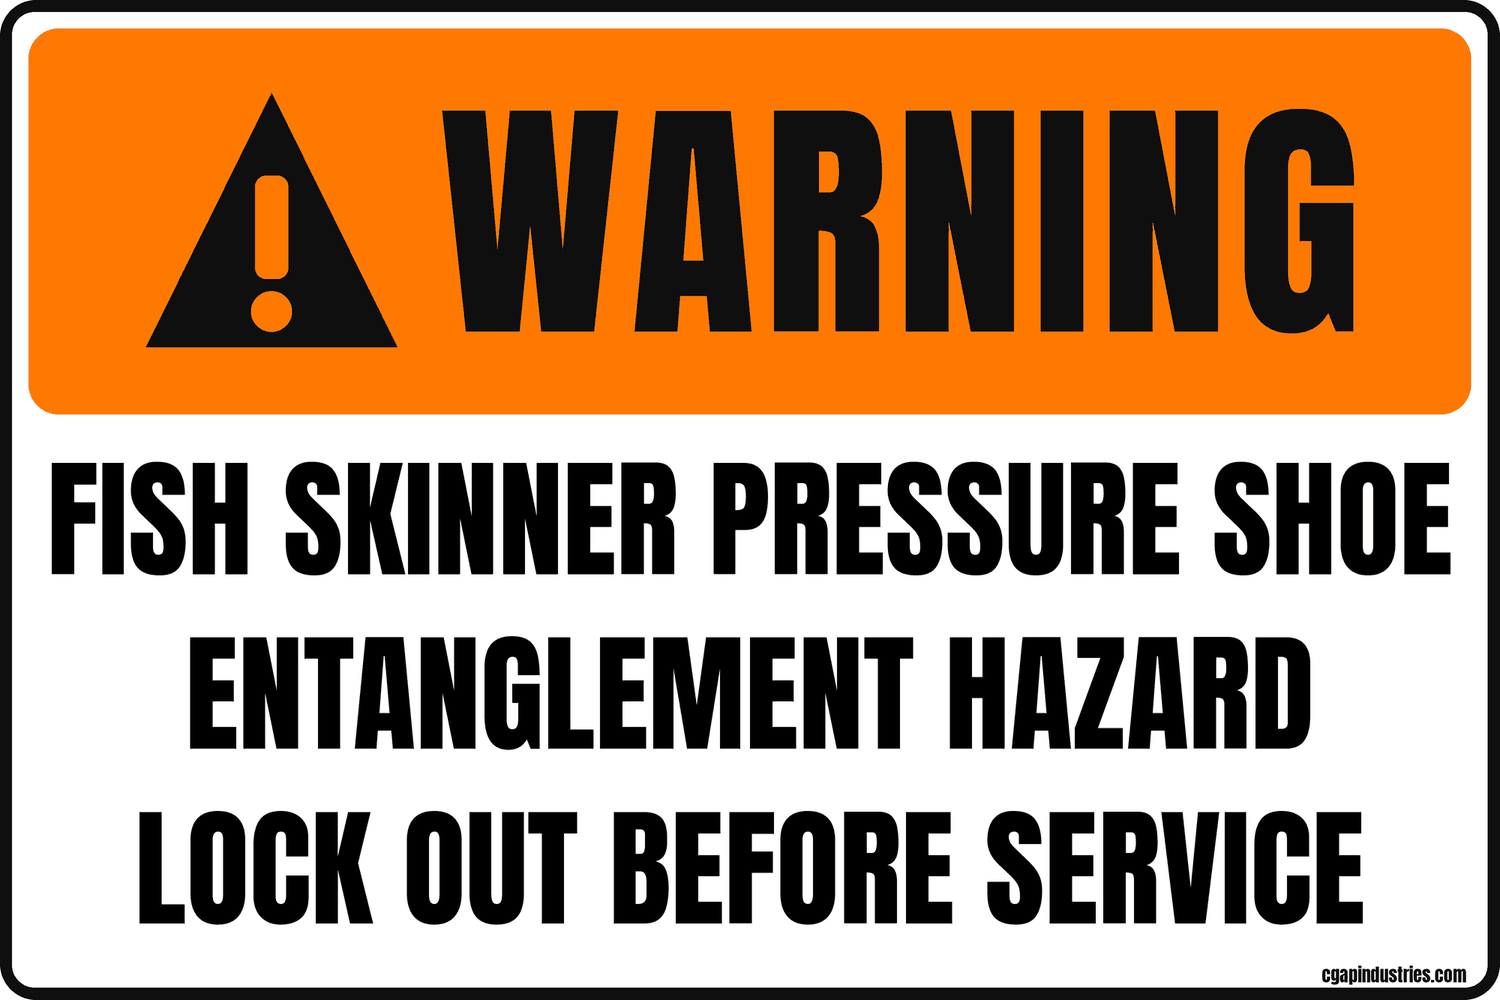 WARNING
FISH SKINNER PRESSURE SHOE
ENTANGLEMENT HAZARD
LOCK OUT BEFORE SERVICE
cgapindustries.com